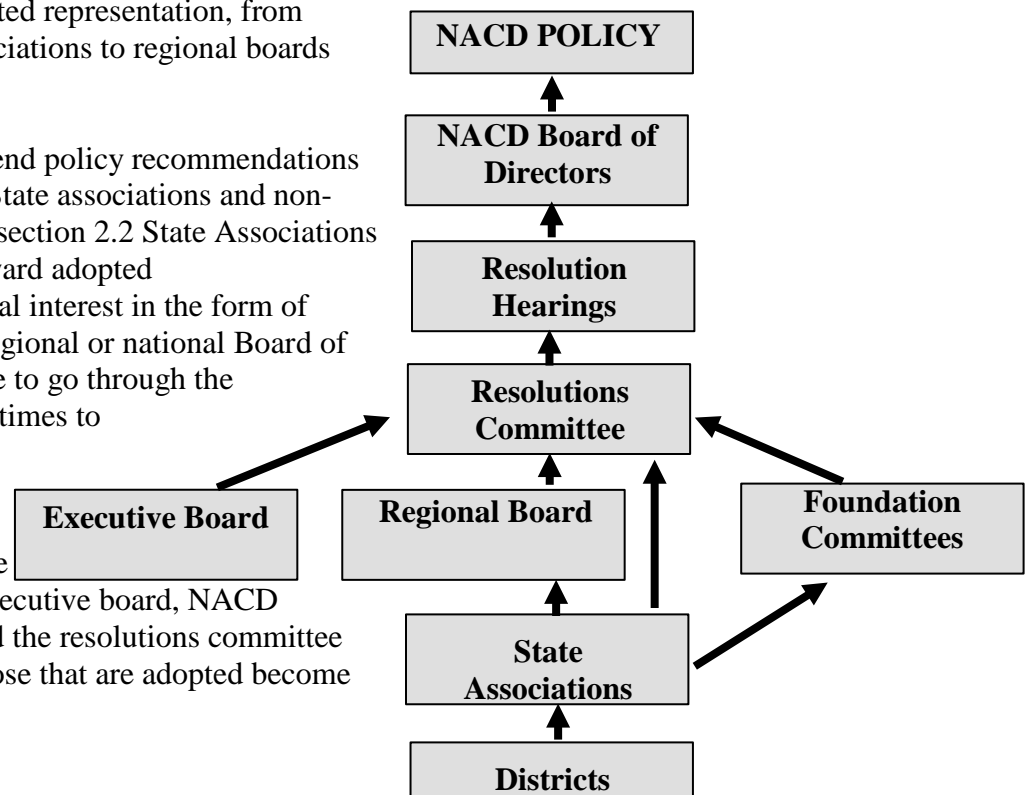 ted representation, from
ciations to regional boards
end policy recommendations
State associations and non-
section 2.2 State Associations
vard adopted
al interest in the form of
egional or national Board of
e to go through the
times to
e
xecutive board, NACD
d the resolutions committee
ose that are adopted become
NACD POLICY
NACD Board of
Directors
Resolution
Hearings
Resolutions
Committee
Executive Board
Regional Board
Foundation
Committees
State
Associations
Districts